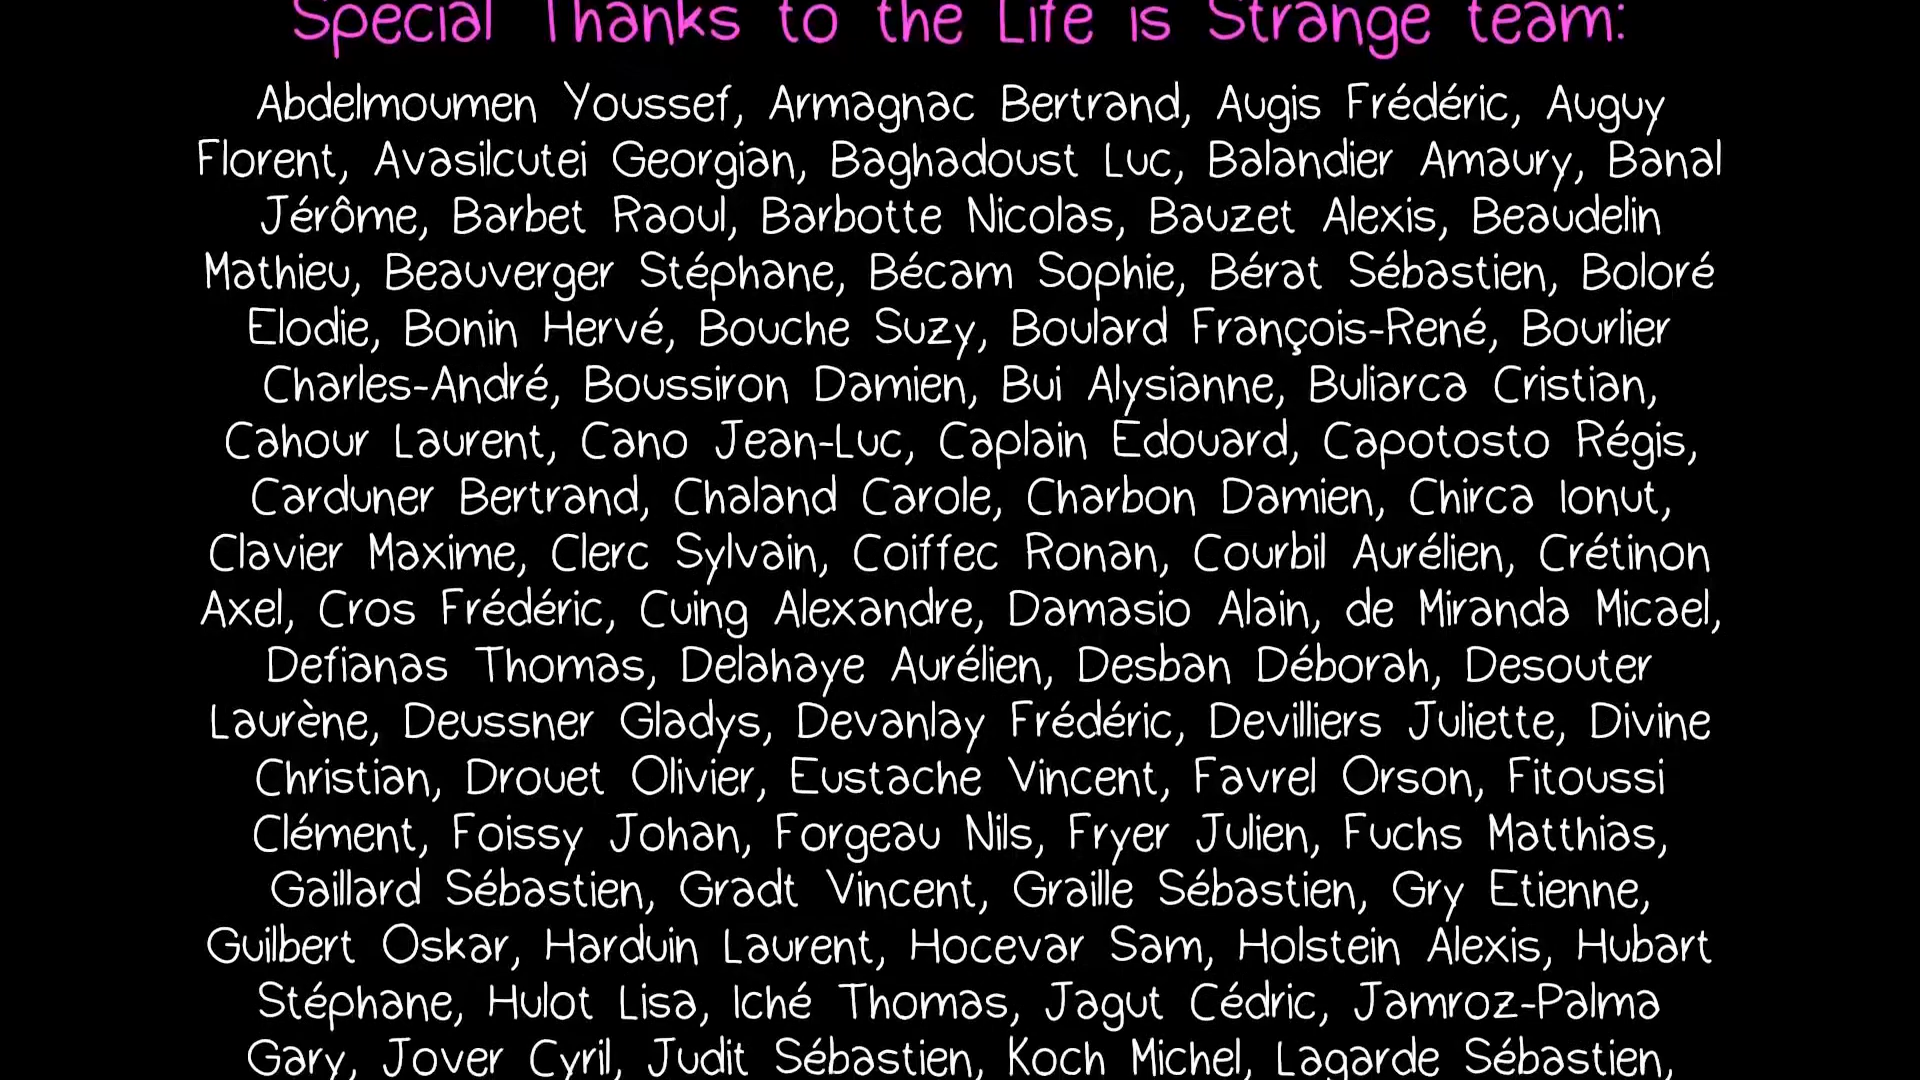 Special Thanks to the Life is Strange team:
Abdelmoumen Youssef, Armagnac Bertrand, Augis Frédéric, Auguy
Florent, Avasilcutei Georgian, Baghadoust Luc, Balandier Amaury, Banal
Jérôme, Barbet Raoul, Barbotte Nicolas, Bauzet Alexis, Beaudelin
Mathieu, Beauverger Stéphane, Bécam Sophie, Bérat Sébastien, Boloré
Elodie, Bonin Hervé, Bouche Suzy, Boulard François-René, Bourlier
Charles-André, Boussiron Damien, Bui Alysianne, Buliarca Cristian,
Cahour Laurent, Cano Jean-Luc, Caplain Édouard, Capotosto Régis,
Carduner Bertrand, Chaland Carole, Charbon Damien, Chirca Ionut,
Clavier Maxime, Clerc Sylvain, Coiffec Ronan, Courbil Aurélien, Crétinon
Axel, Cros Frédéric, Cuing Alexandre, Damasio Alain, de Miranda Micael,
Defianas Thomas, Delahaye Aurélien, Desban Déborah, Desouter
Laurène, Deussner Gladys, Devanlay Frédéric, Devilliers Juliette, Divine
Christian, Drouet Olivier, Eustache Vincent, Favrel Orson, Fitoussi
Clément, Foissy Johan, Forgeau Nils, Fryer Julien, Fuchs Matthias,
Gaillard Sébastien, Gradt Vincent, Graille Sébastien, Gry Etienne,
Guilbert Oskar, Harduin Laurent, Hocevar Sam, Holstein Alexis, Hubart
Stéphane, Hulot Lisa, Iché Thomas, Jagut Cédric, Jamroz-Palma
Gary, Jover Cyril, Judit Sébastien, Koch Michel, Lagarde Sébastien,